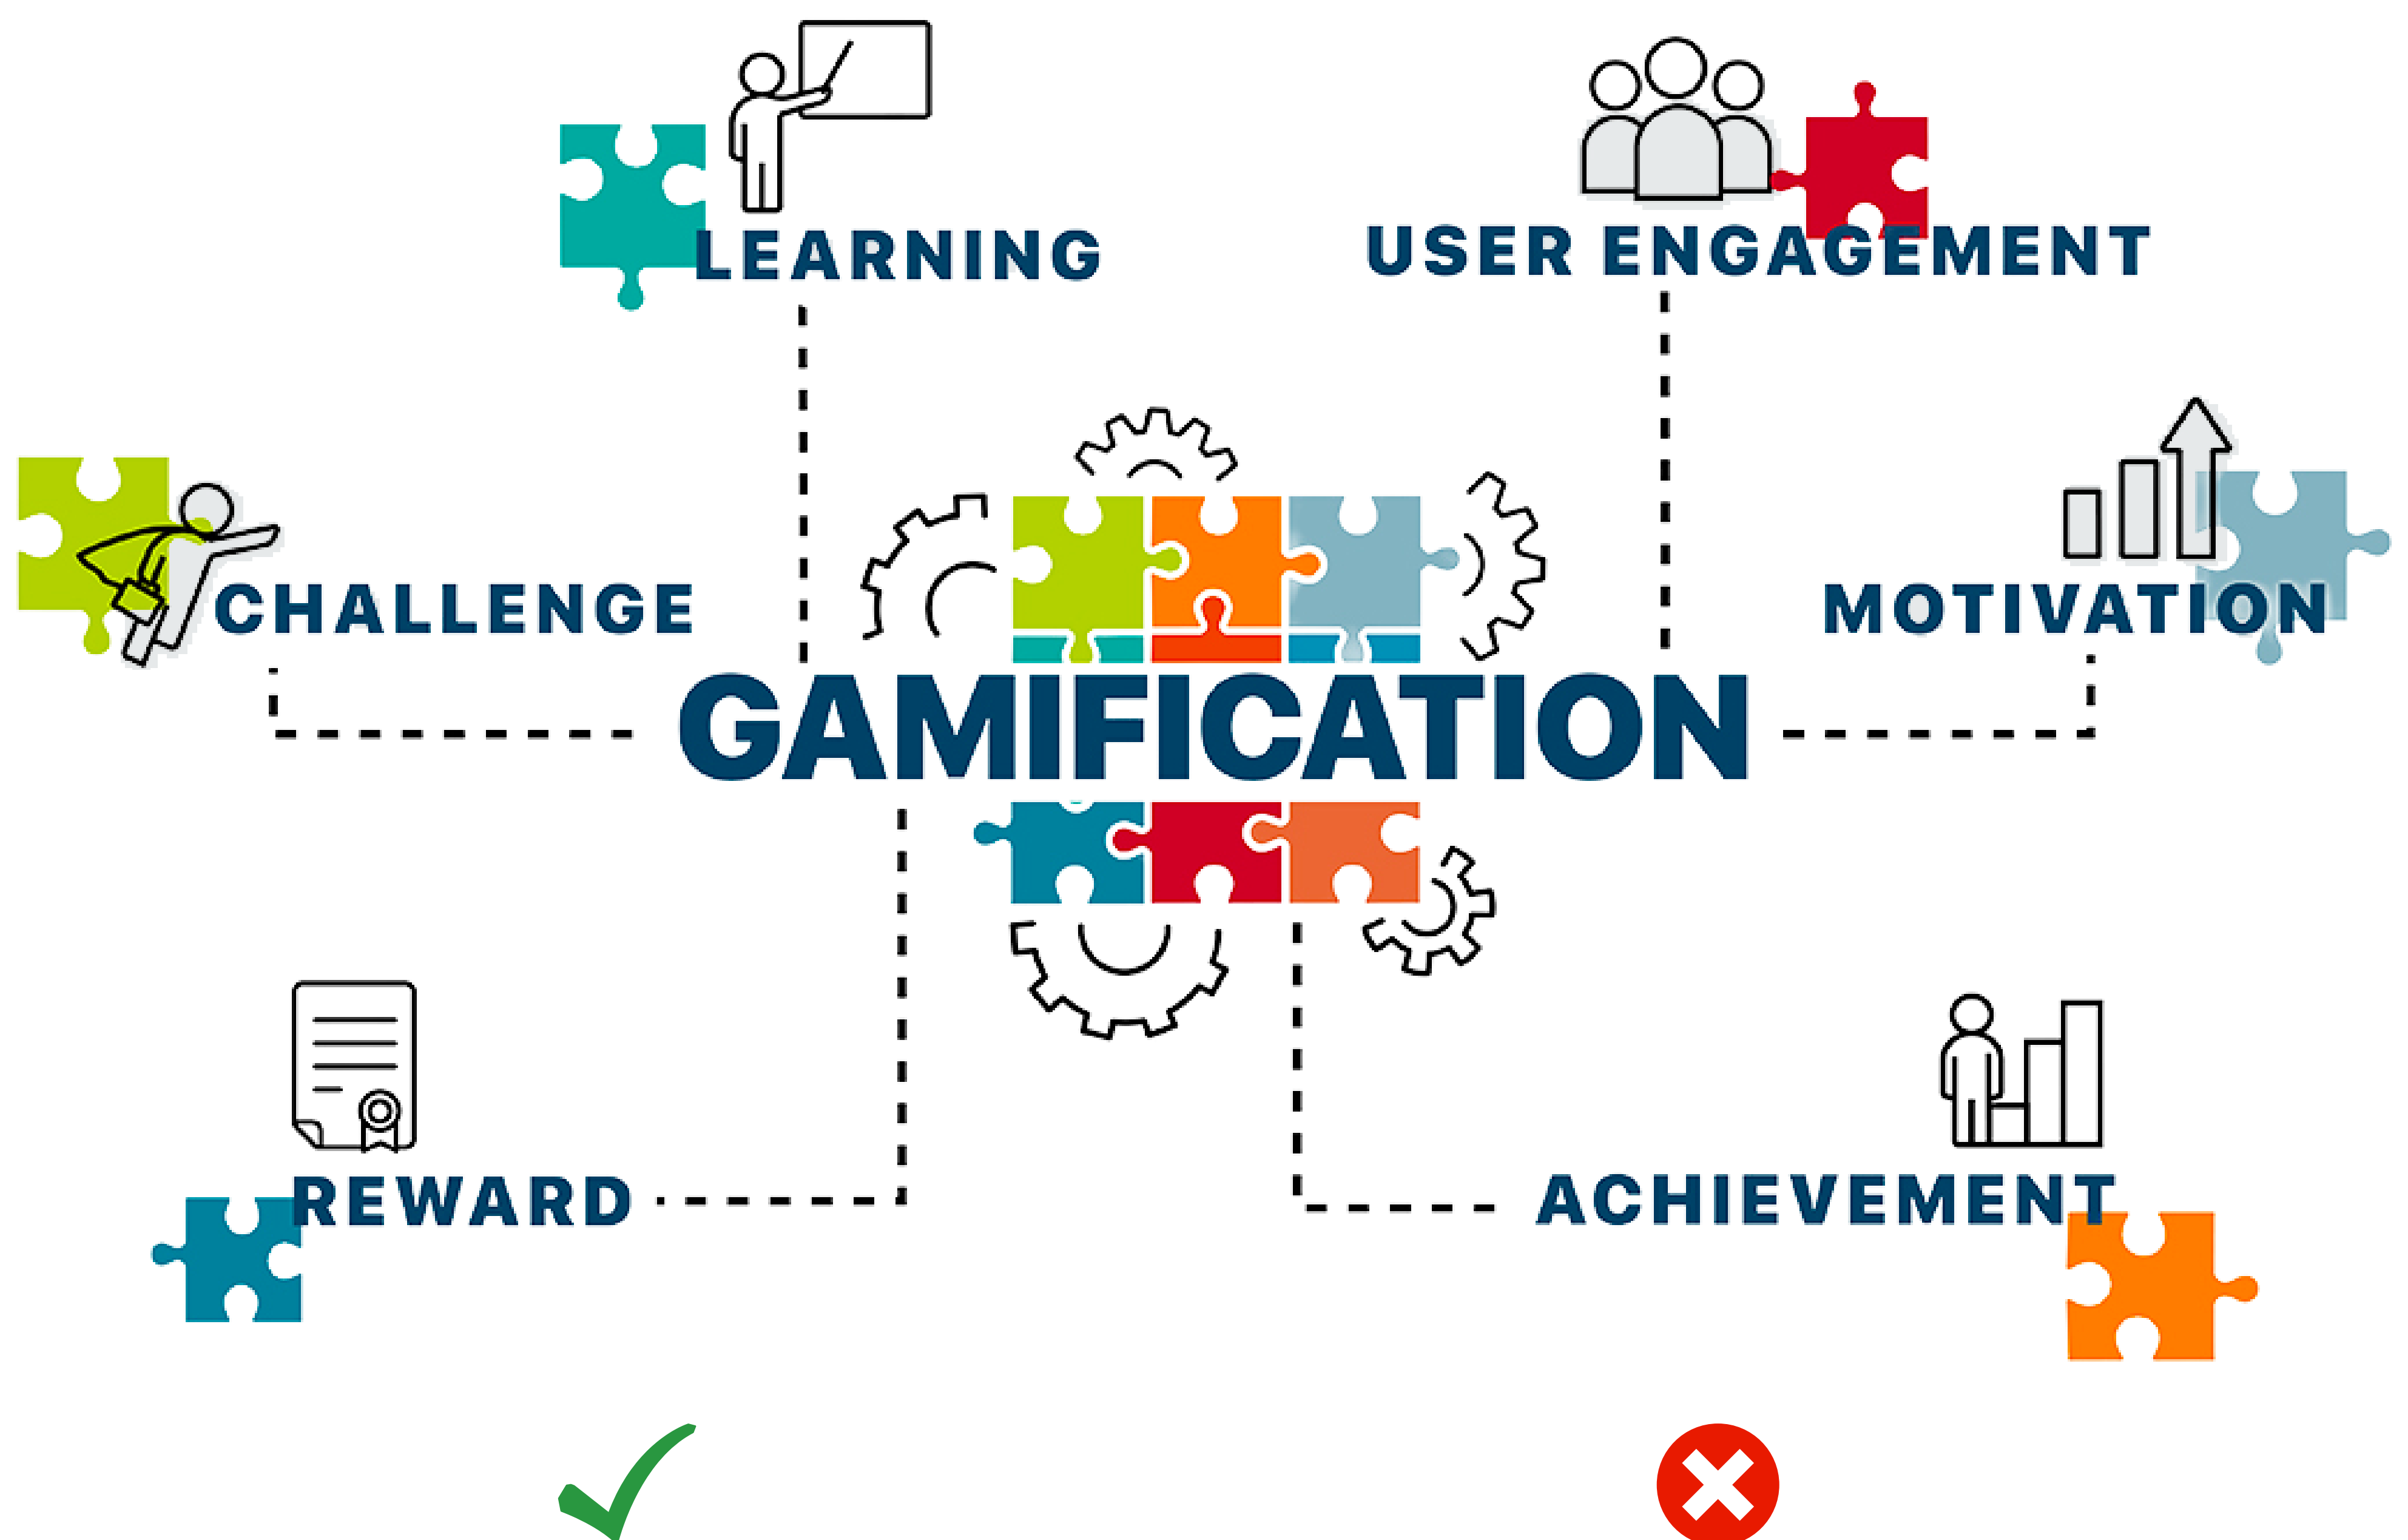 LEARNING
USER ENGAGEMENT
CHALLENGE
MOTIVATION
GAMIFICATION
REWARD
ACHIEVEMENT